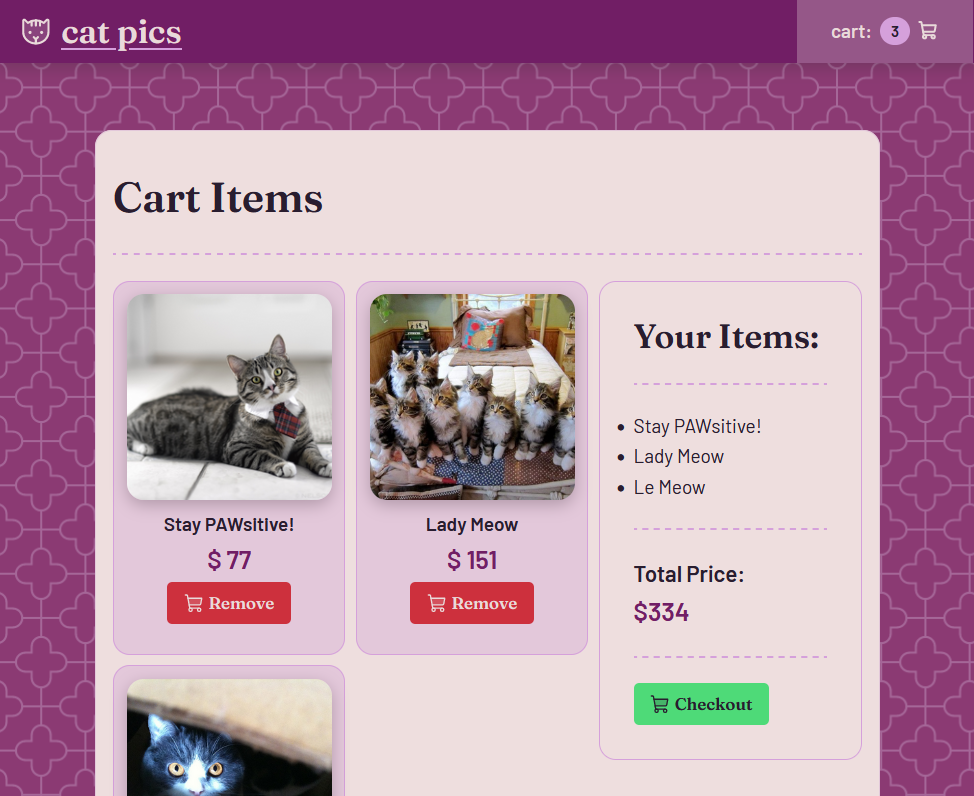 cat pics
cart: 3
Cart Items
Stay PAWsitive!
$ 77
Remove
Lady Meow
$ 151
Remove
Your Items:
Stay PAWsitive!
Lady Meow
Le Meow
Total Price:
$334
Checkout